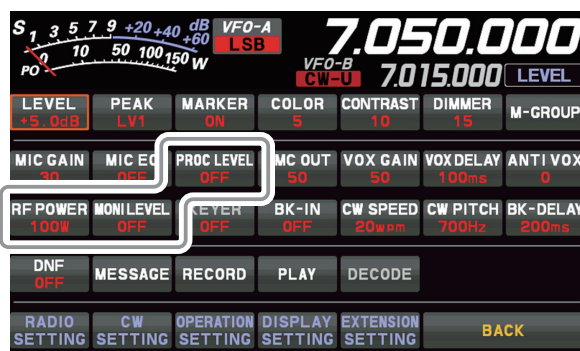 S 1 3 5 7 9 +20 +40 +60 dB VFO-A LSB 7.050.000
PO 0 10 50 100 150 W VFO-B CW-U 7.015.000 LEVEL
LEVEL PEAK MARKER COLOR CONTRAST DIMMER M-GROUP
+5.0dB LV1 ON 5 10 15
MIC GAIN MIC EQ PROC LEVEL MC OUT VOX GAIN VOX DELAY ANTI VOX
30 OFF OFF 50 50 100ms 0
RF POWER MONI LEVEL KEYER BK-IN CW SPEED CW PITCH BK-DELAY
100W OFF OFF OFF 20wpm 700Hz 200ms
DNF MESSAGE RECORD PLAY DECODE
OFF
RADIO CW OPERATION DISPLAY EXTENSION BACK
SETTING SETTING SETTING SETTING SETTING